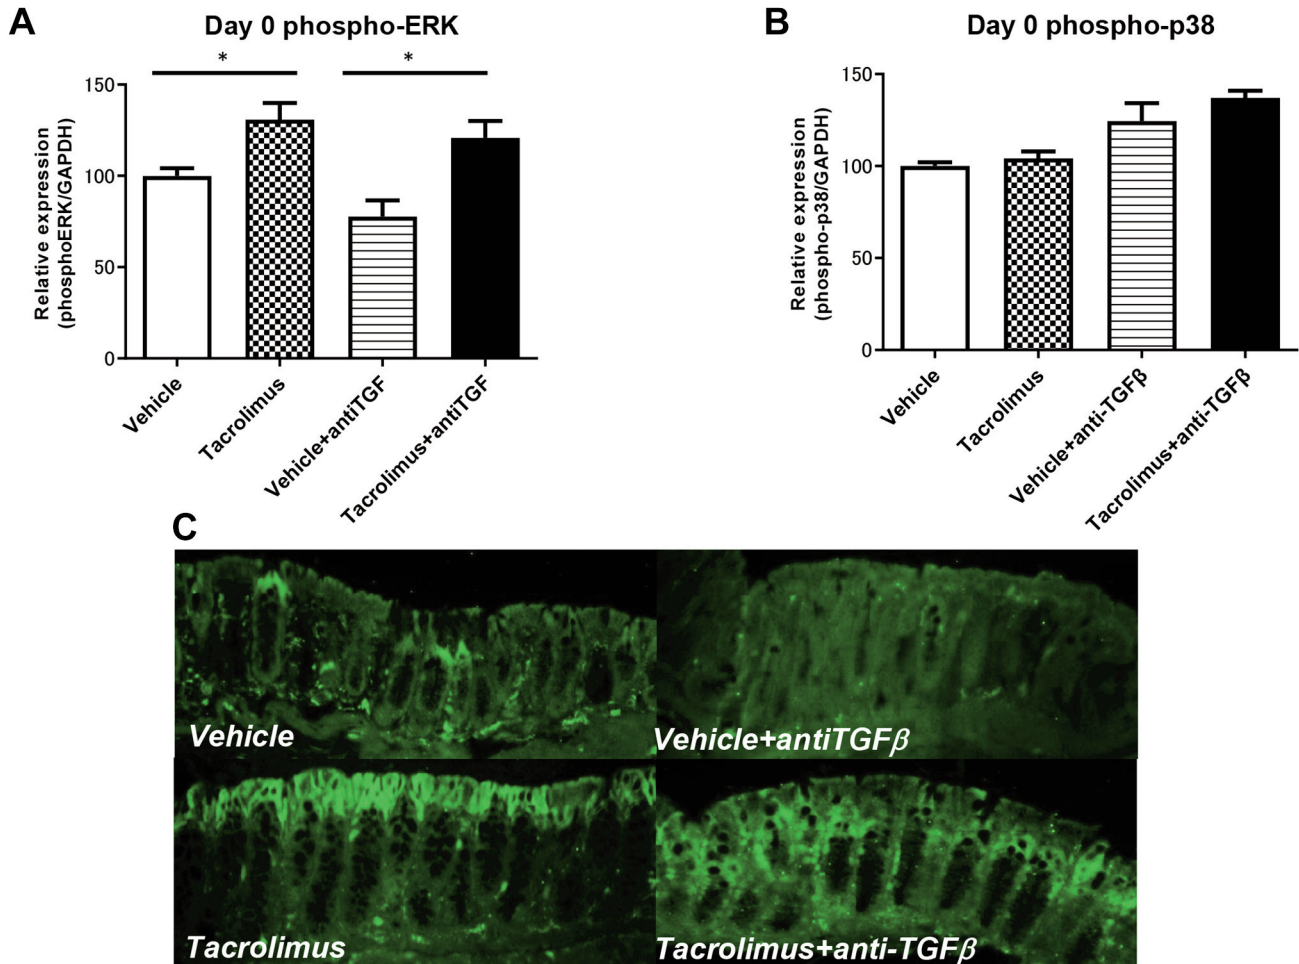 A
Day 0 phospho-ERK
*
*
Relative expression
(phosphoERK/GAPDH)
150
100
50
0
Vehicle
Tacrolimus
Vehicle+antiTGF
Tacrolimus+antiTGF
B
Day 0 phospho-p38
Relative expression
(phospho-p38/GAPDH)
150
100
50
0
Vehicle
Tacrolimus
Vehicle+anti-TGFβ
Tacrolimus+anti-TGFβ
C
Vehicle
Vehicle+antiTGFβ
Tacrolimus
Tacrolimus+anti-TGFβ